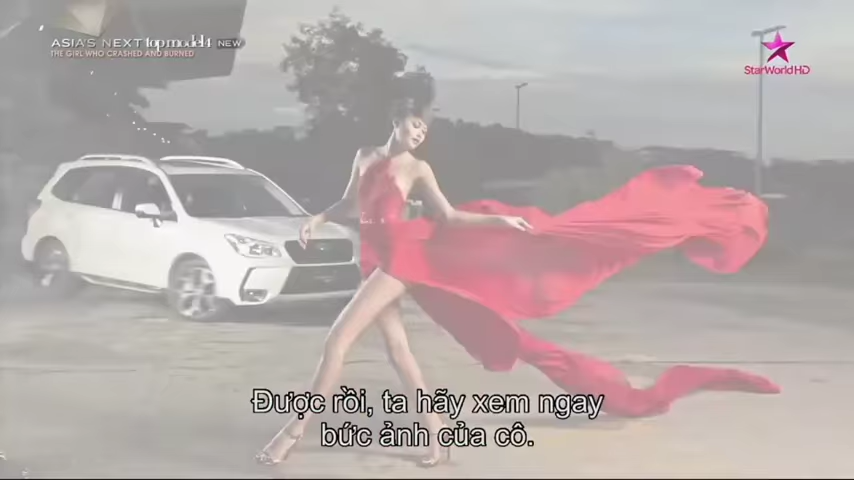 ASIA'S NEXT top model 4 NEW
THE GIRL WHO CRASHED AND BURNED
StarWorld HD
Được rồi, ta hãy xem ngay
bức ảnh của cô.